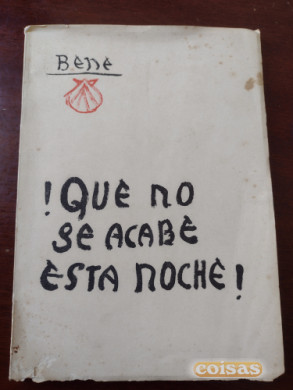 Bene
!QUE NO
SE ACABE
ESTA NOCHE!
coisas